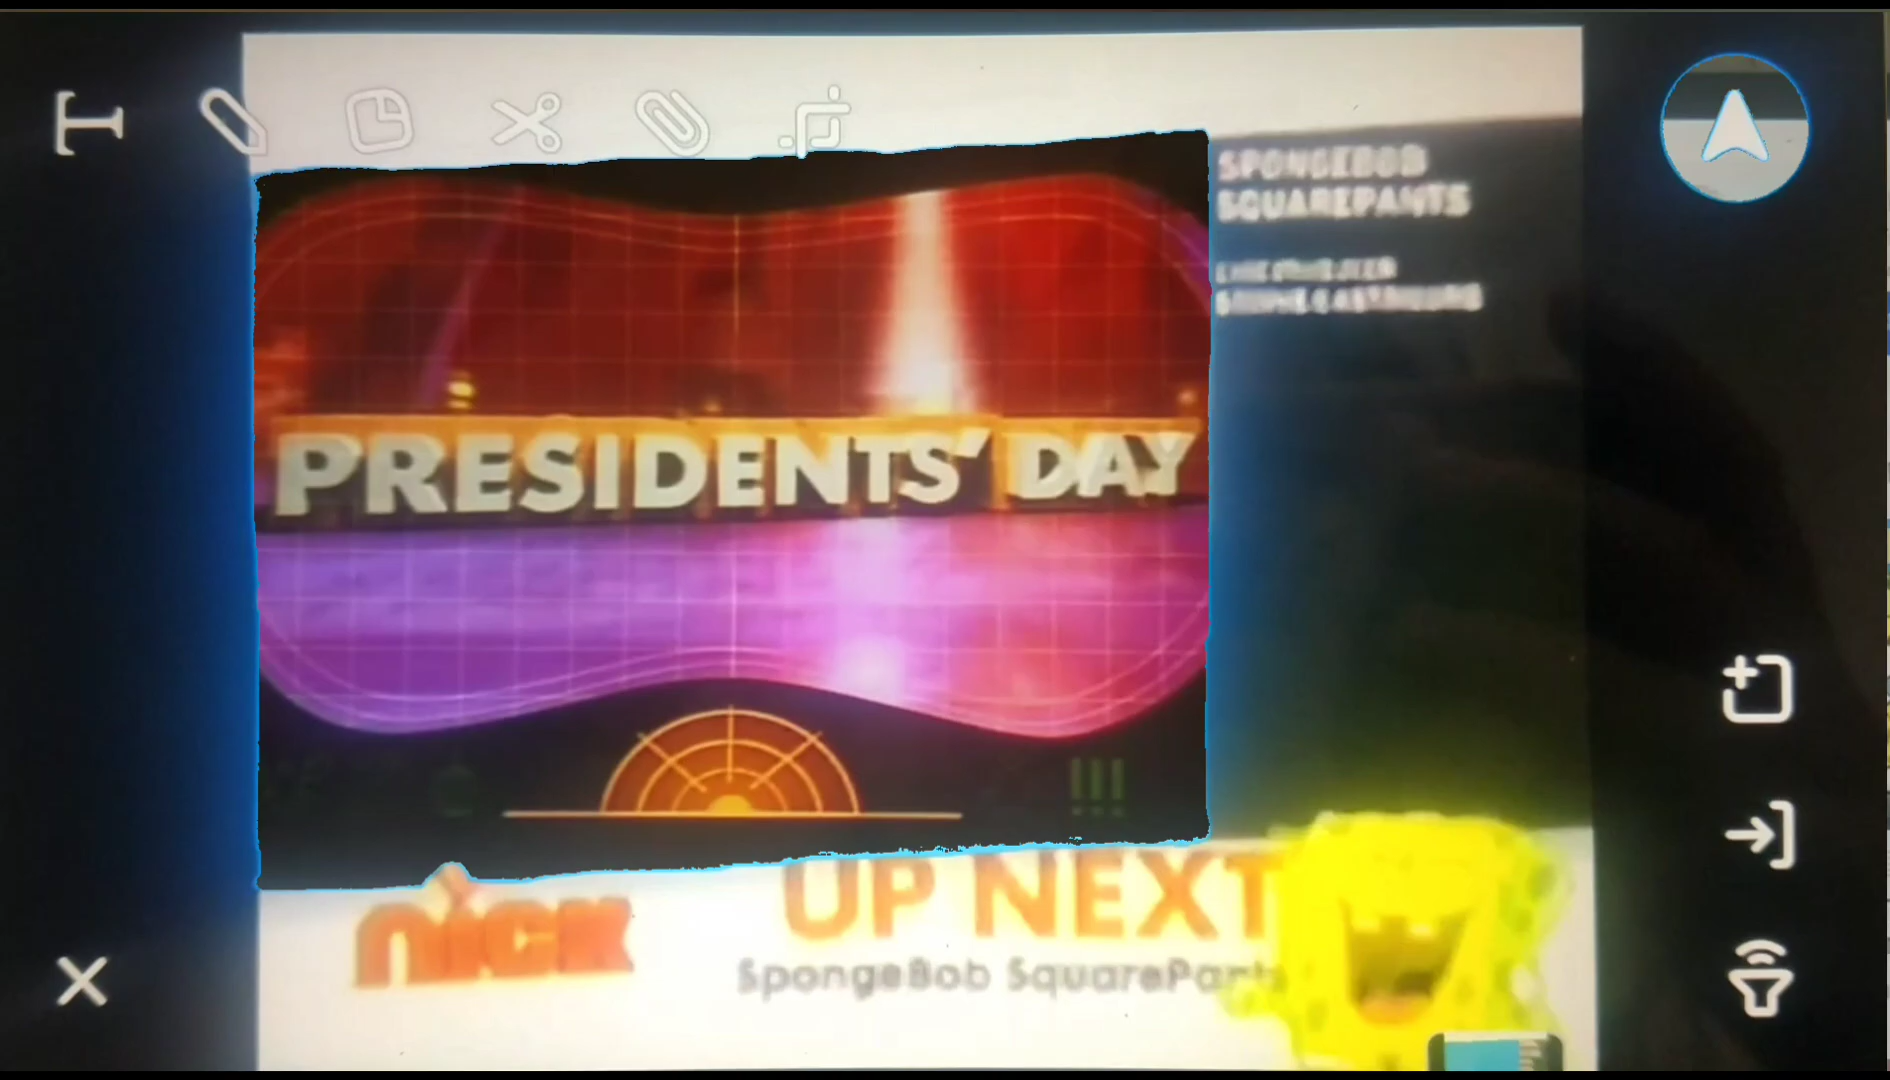 SPONGEBOB
SQUAREPANTS
PRESIDENTS' DAY
nick
UP NEXT
SpongeBob SquarePants